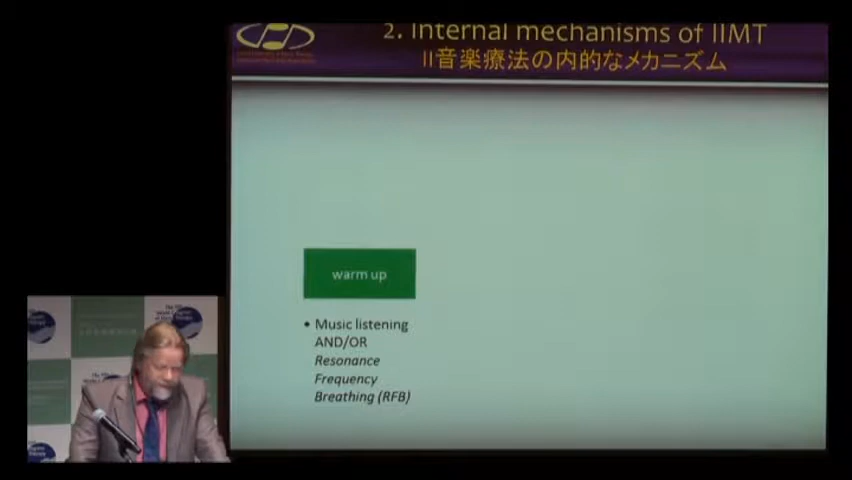 2. Internal mechanisms of IIMT
II音楽療法の内的なメカニズム
warm up
• Music listening
AND/OR
Resonance
Frequency
Breathing (RFB)